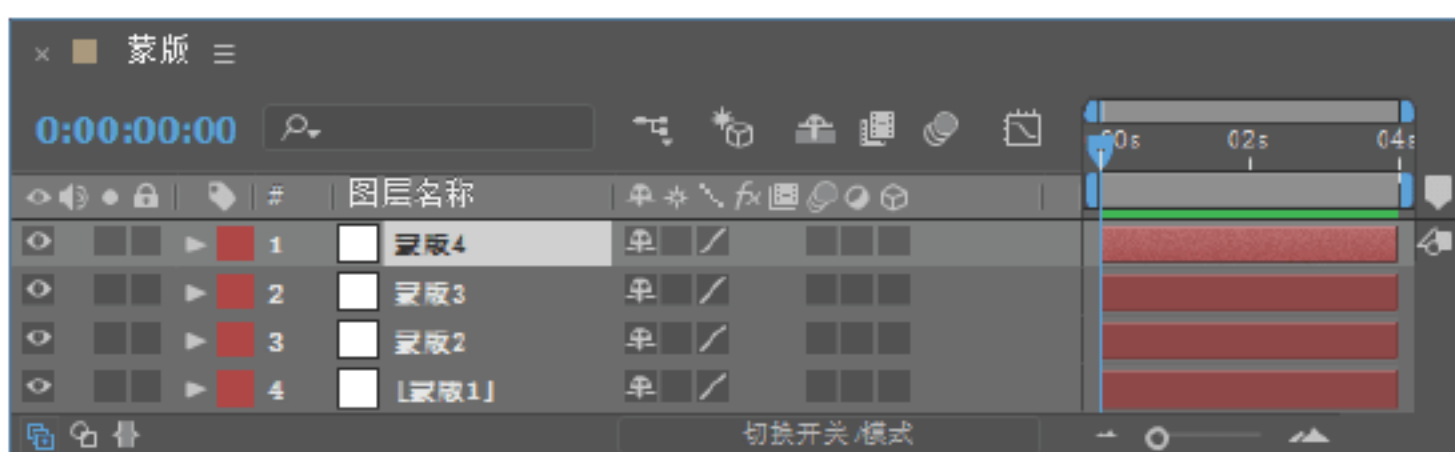 蒙版
0:00:00:00
00s 02s 04s
# 图层名称 fx
1 蒙版4
2 蒙版3
3 蒙版2
4 [蒙版1]
切换开关/模式